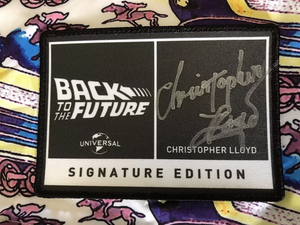 BACK
TO THE
FUTURE
UNIVERSAL
Christopher
Lloyd
CHRISTOPHER LLOYD
SIGNATURE EDITION